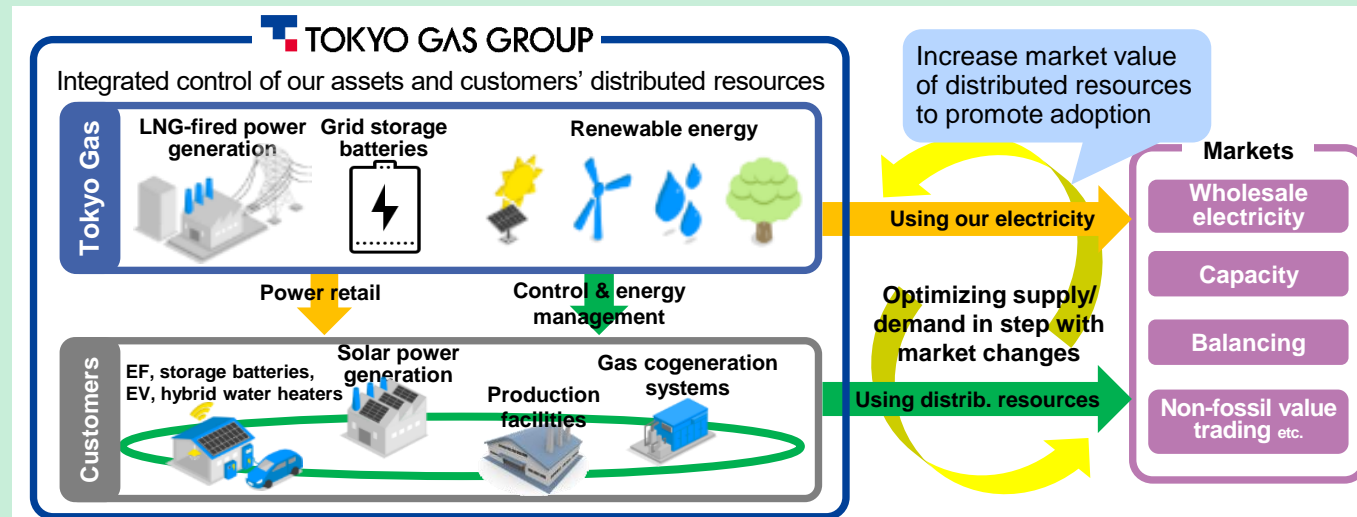 TOKYO GAS GROUP
Integrated control of our assets and customers' distributed resources
Tokyo Gas
LNG-fired power
generation
Grid storage
batteries
Renewable energy
Power retail
Control & energy
management
Customers
EF, storage batteries,
EV, hybrid water heaters
Solar power
generation
Production
facilities
Gas cogeneration
systems
Increase market value
of distributed resources
to promote adoption
Using our electricity
Optimizing supply/
demand in step with
market changes
Using distrib. resources
Markets
Wholesale
electricity
Capacity
Balancing
Non-fossil value
trading etc.